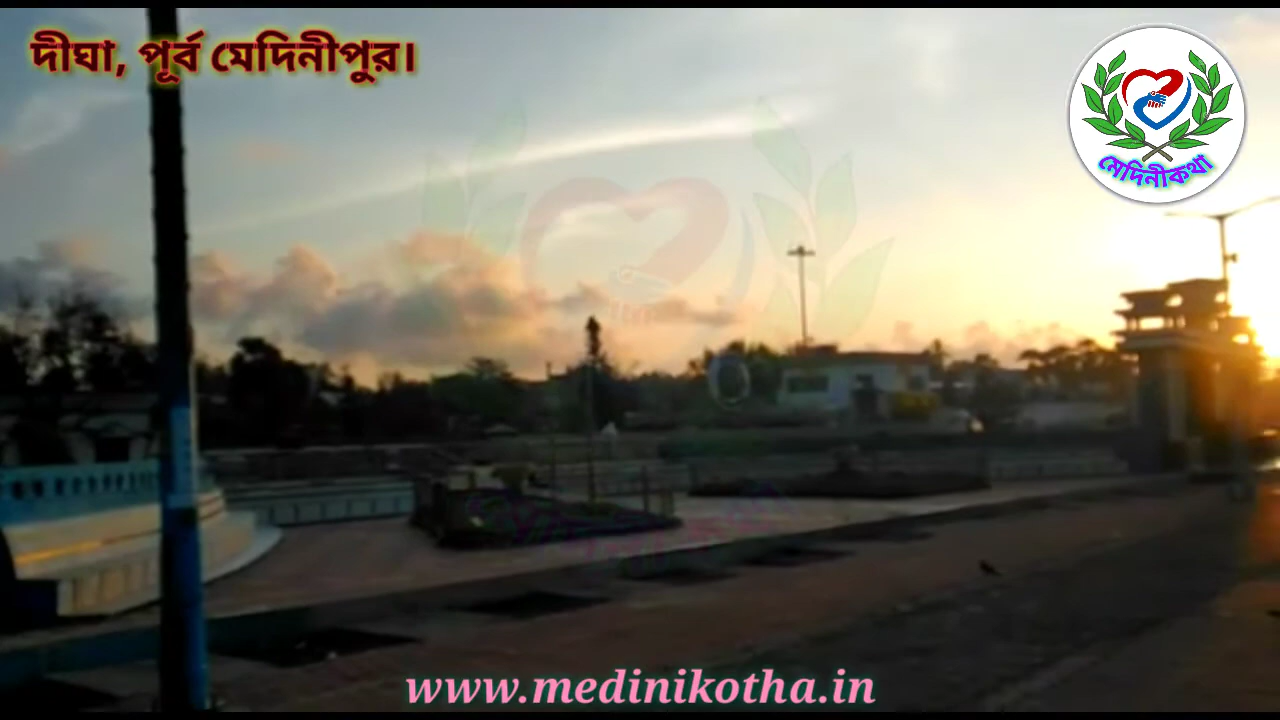 দীঘা, পূর্ব মেদিনীপুর।
মেদিনীকথা
www.medinikotha.in